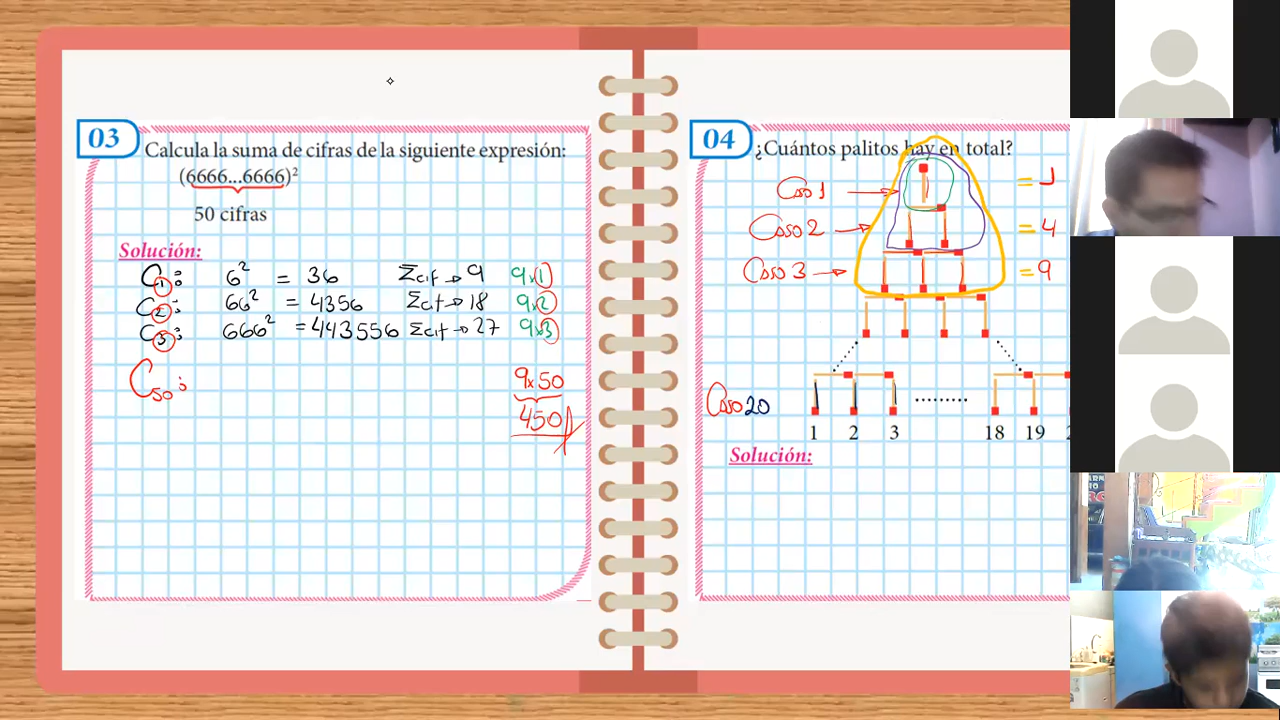 03
Calcula la suma de cifras de la siguiente expresión:
(6666...6666)²
50 cifras
Solución:
C₁: 6² = 36 Σcif → 9 9x1
C₂: 66² = 4356 Σcif → 18 9x2
C₃: 666² = 443556 Σcif → 27 9x3
C₅₀: 9x50
450
04
¿Cuántos palitos hay en total?
Caso 1 → = 1
Caso 2 → = 4
Caso 3 → = 9
Caso 20
1 2 3 18 19
Solución: